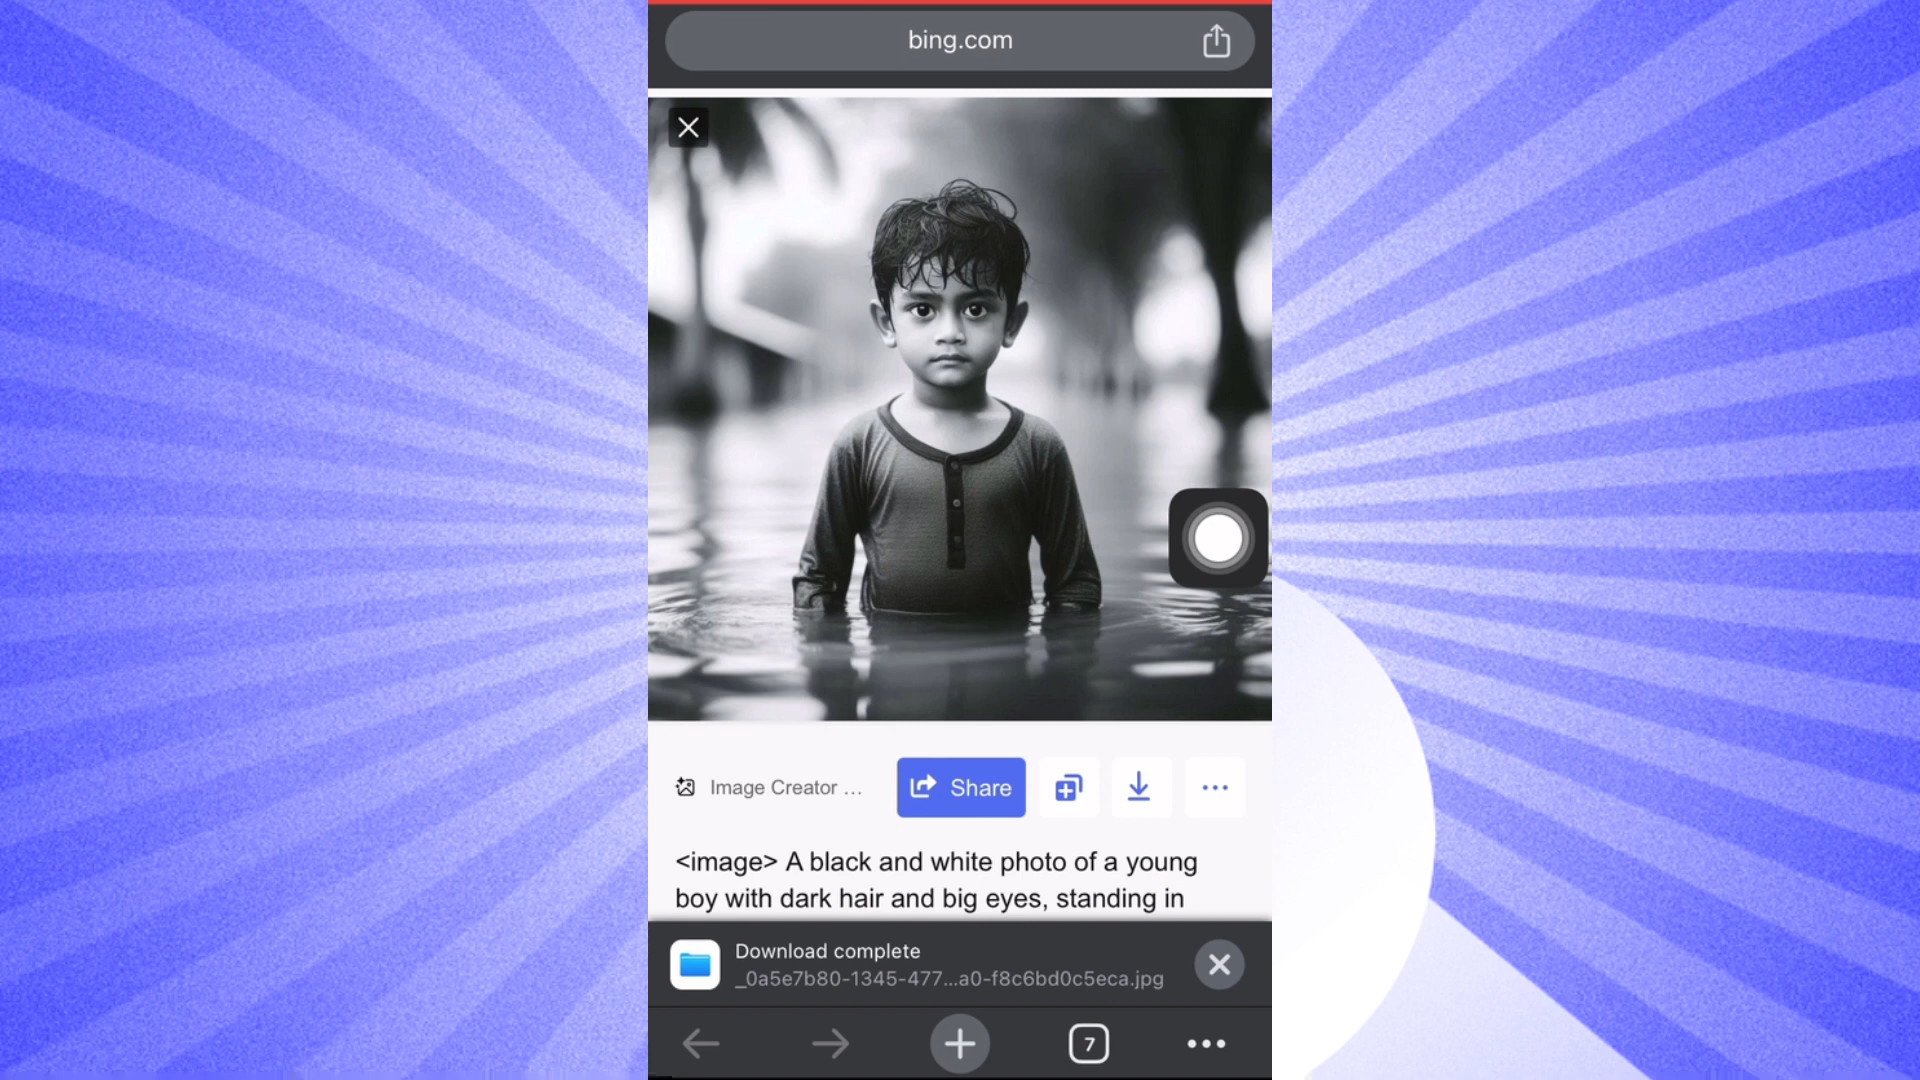 bing.com
Image Creator ...
Share
<image> A black and white photo of a young
boy with dark hair and big eyes, standing in
Download complete
_0a5e7b80-1345-477...a0-f8c6bd0c5eca.jpg
7